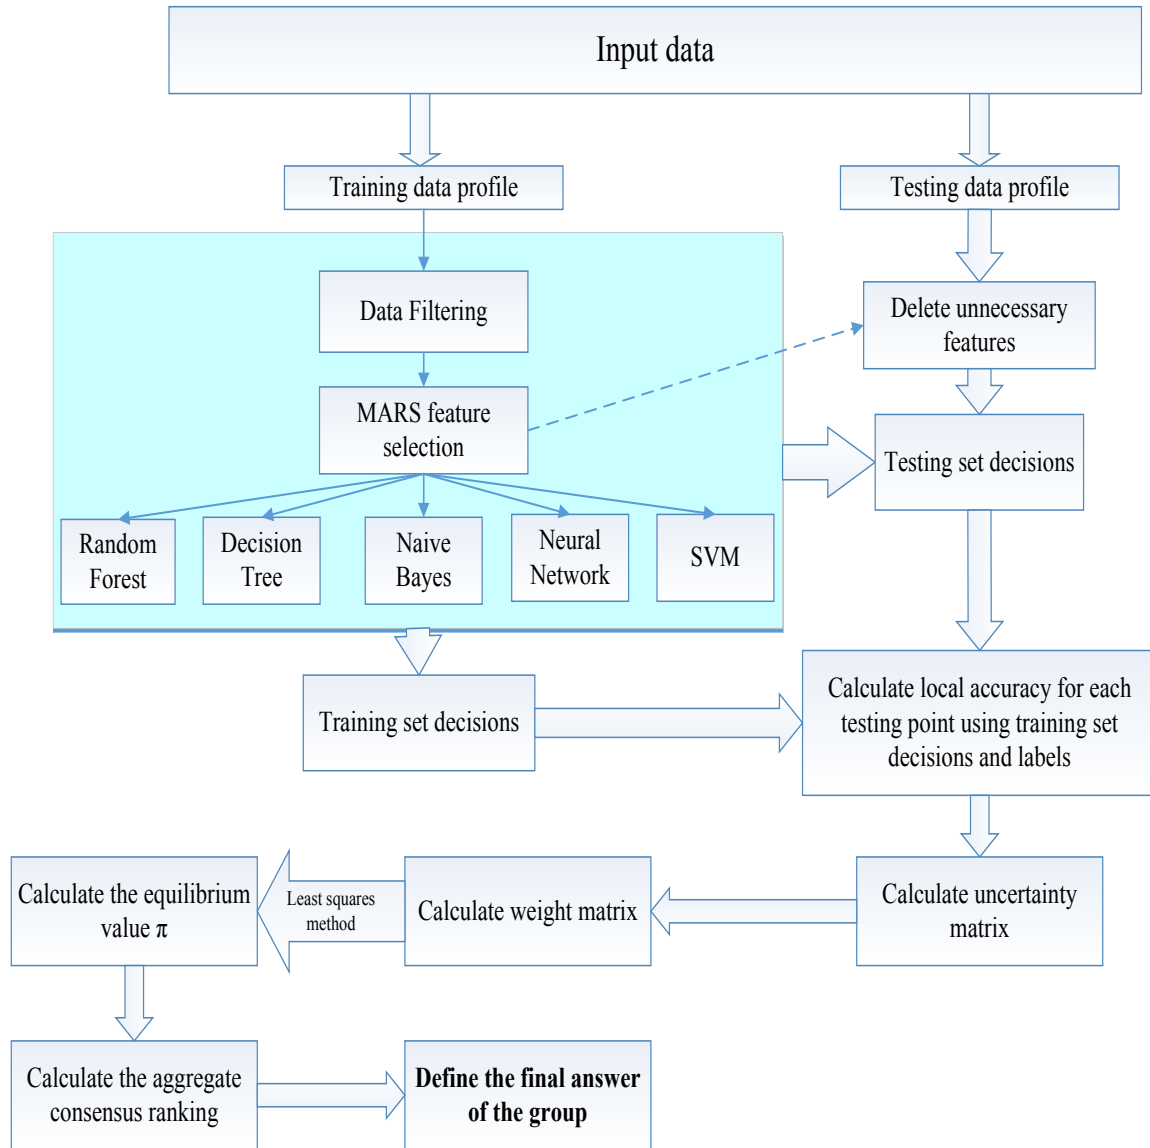 Input data
Training data profile
Testing data profile
Data Filtering
Delete unnecessary
features
MARS feature
selection
Testing set decisions
Random
Forest
Decision
Tree
Naive
Bayes
Neural
Network
SVM
Training set decisions
Calculate local accuracy for each
testing point using training set
decisions and labels
Calculate the equilibrium
value π
Least squares
method
Calculate weight matrix
Calculate uncertainty
matrix
Calculate the aggregate
consensus ranking
Define the final answer
of the group